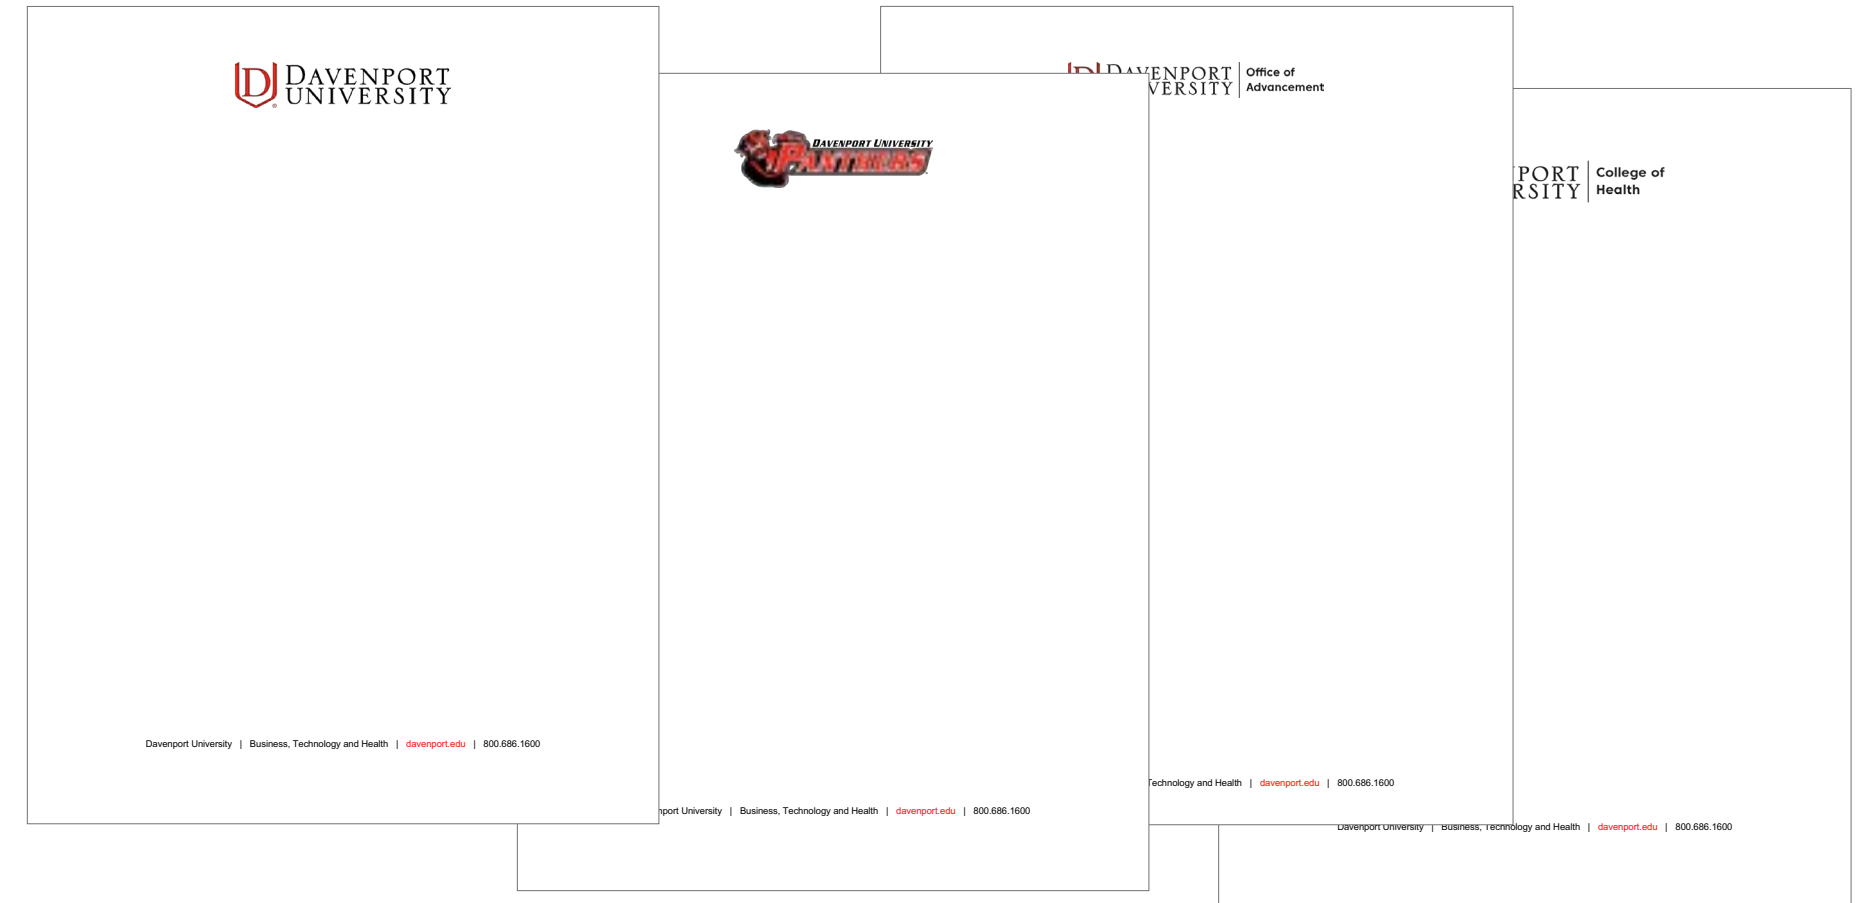 DAVENPORT
UNIVERSITY
Davenport University | Business, Technology and Health | davenport.edu | 800.686.1600
DAVENPORT UNIVERSITY
PANTHERS
nport University | Business, Technology and Health | davenport.edu | 800.686.1600
DAVENPORT
VERSITY
Office of
Advancement
Technology and Health | davenport.edu | 800.686.1600
PORT
RSITY
College of
Health
Davenport University | Business, Technology and Health | davenport.edu | 800.686.1600